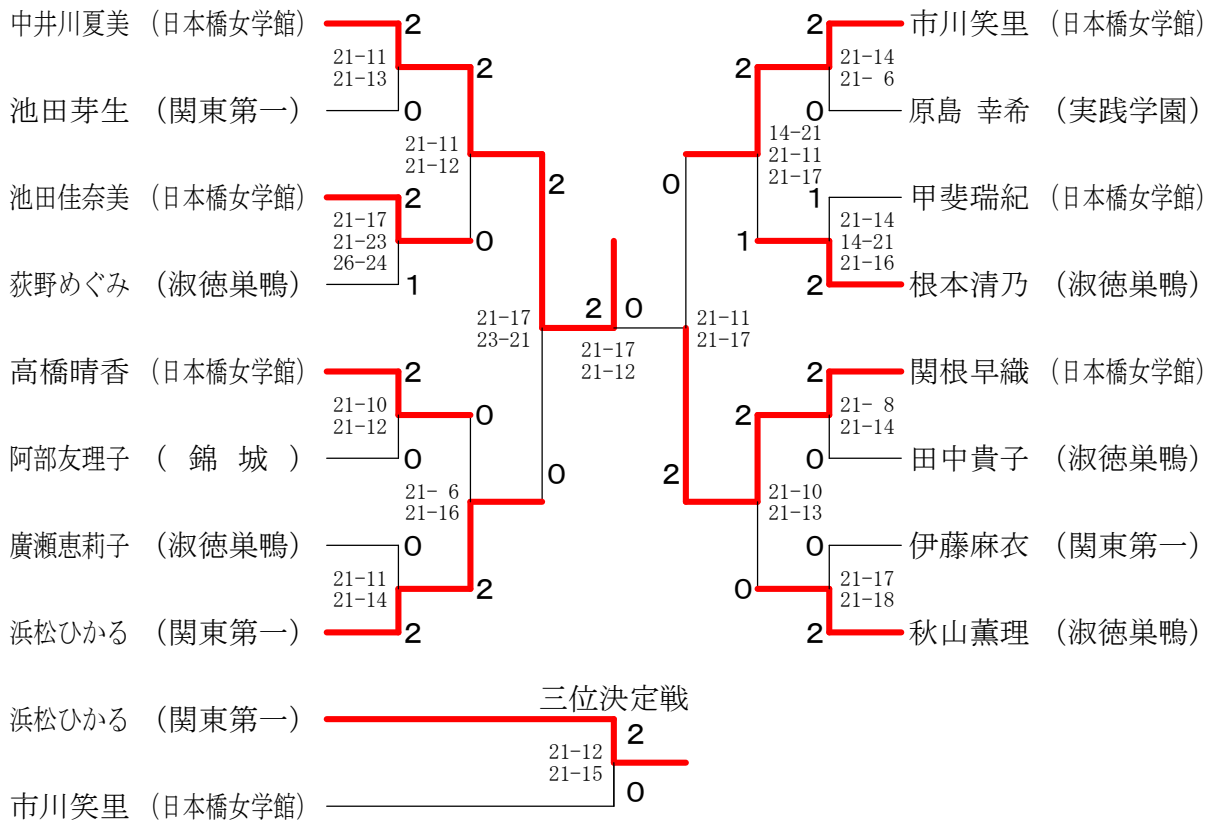 中井川夏美 (日本橋女学館) 2
21-11
21-13
2
池田芽生 (関東第一) 0
21-11
21-12
2
池田佳奈美 (日本橋女学館) 2
21-17
21-23
26-24
0
荻野めぐみ (淑徳巣鴨) 1
21-17
23-21
高橋晴香 (日本橋女学館) 2
21-10
21-12
0
阿部友理子 ( 錦 城 ) 0
21- 6
21-16
0
廣瀬恵莉子 (淑徳巣鴨) 0
21-11
21-14
2
浜松ひかる (関東第一) 2
2 0
21-17
21-12
2 市川笑里 (日本橋女学館)
2
21-14
21- 6
0 原島 幸希 (実践学園)
14-21
21-11
21-17
0
1 甲斐瑞紀 (日本橋女学館)
1
21-14
14-21
21-16
2 根本清乃 (淑徳巣鴨)
21-11
21-17
2 関根早織 (日本橋女学館)
2
21- 8
21-14
0 田中貴子 (淑徳巣鴨)
2
21-10
21-13
0 伊藤麻衣 (関東第一)
0
21-17
21-18
2 秋山薫理 (淑徳巣鴨)
三位決定戦
浜松ひかる (関東第一)
2
21-12
21-15
0
市川笑里 (日本橋女学館)